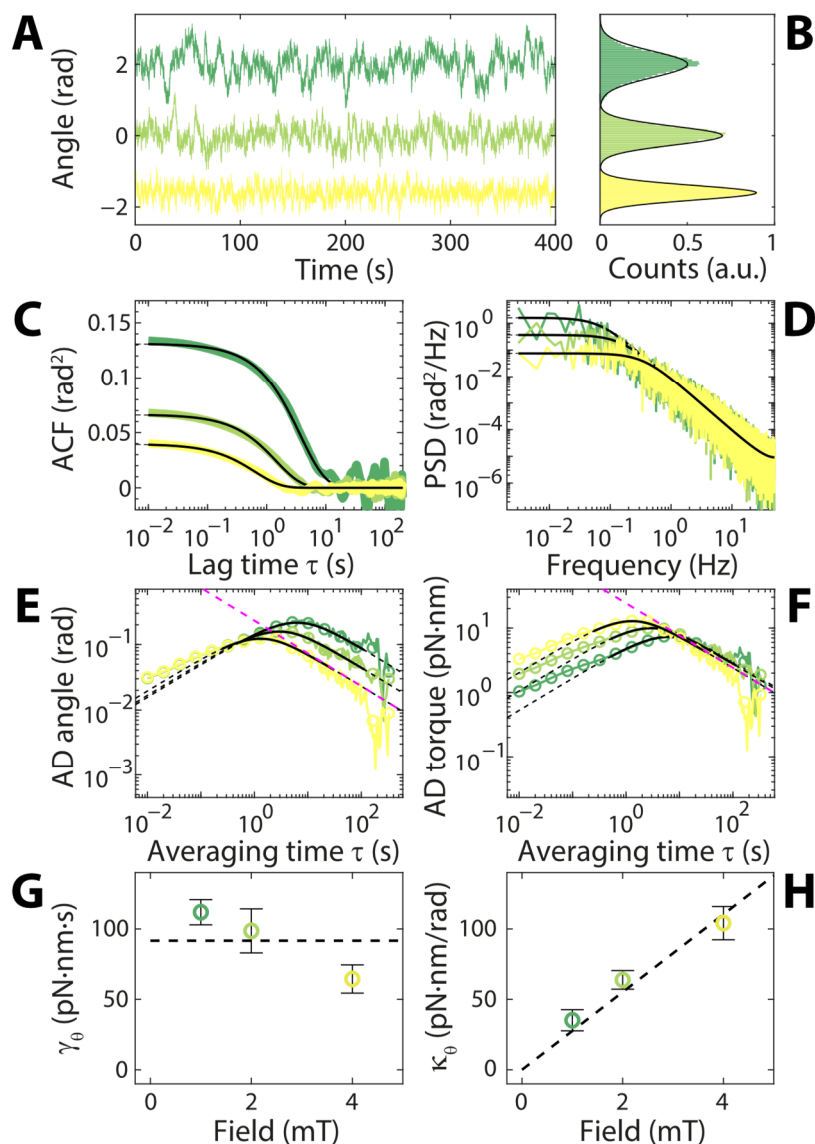 A
B
Angle (rad)
2
0
−2
0
100
200
300
400
Time (s)
0
0.5
1
Counts (a.u.)
C
D
ACF (rad²)
0.15
0.1
0.05
0
10⁻²
10⁻¹
10⁰
10¹
10²
Lag time τ (s)
PSD (rad²/Hz)
10⁰
10⁻²
10⁻⁴
10⁻⁶
10⁻²
10⁻¹
10⁰
10¹
Frequency (Hz)
E
F
AD angle (rad)
10⁻¹
10⁻²
10⁻³
10⁻²
10⁰
10²
Averaging time τ (s)
AD torque (pN·nm)
10¹
10⁰
10⁻¹
10⁻²
10⁰
10²
Averaging time τ (s)
G
H
γθ (pN·nm·s)
100
50
0
0
2
4
Field (mT)
κθ (pN·nm/rad)
100
50
0
0
2
4
Field (mT)